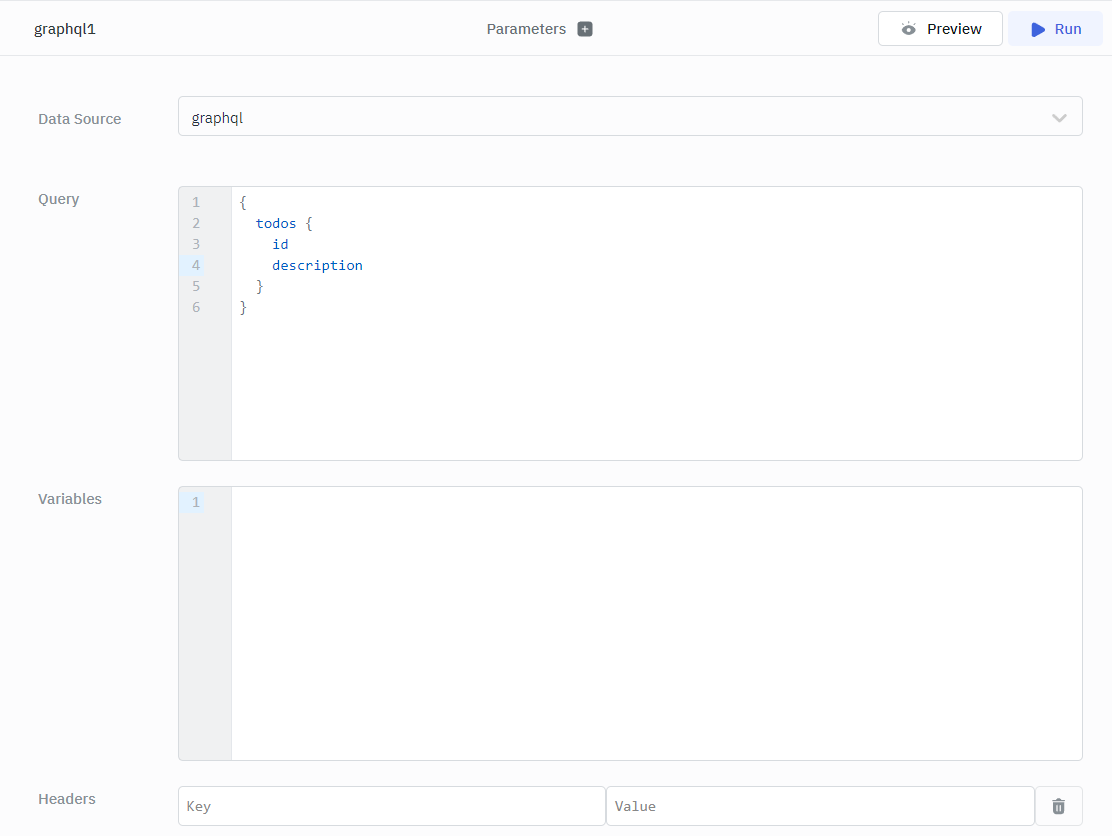 graphql1 Parameters + Preview Run
Data Source graphql
Query
1 {
2   todos {
3     id
4     description
5   }
6 }
Variables
1
Headers Key Value